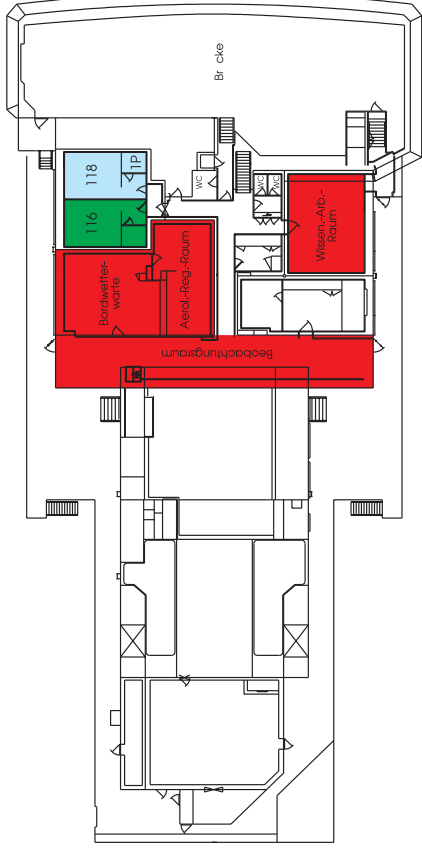 Br cke
118
1P
116
WC
WC
WC
Wissen.-Arb.-
Raum
Bordwetter-
warte
Aerol.-Reg.-Raum
Beobachtungsraum